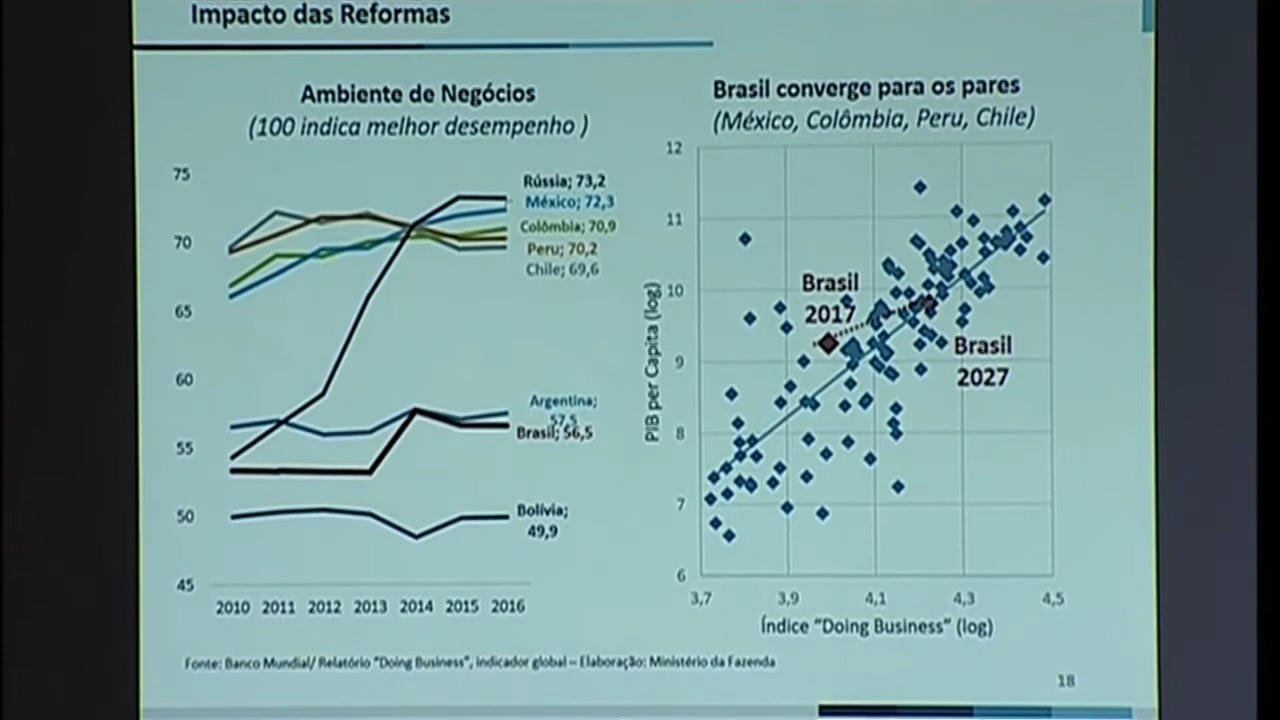 Impacto das Reformas
Ambiente de Negócios
(100 indica melhor desempenho )
75
70
65
60
55
50
45
2010 2011 2012 2013 2014 2015 2016
Rússia; 73,2
México; 72,3
Colômbia; 70,9
Peru; 70,2
Chile; 69,6
Argentina;
57,5
Brasil; 56,5
Bolívia;
49,9
Brasil converge para os pares
(México, Colômbia, Peru, Chile)
PIB per Capita (log)
12
11
10
9
8
7
6
Brasil
2017
Brasil
2027
3,7 3,9 4,1 4,3 4,5
Índice “Doing Business” (log)
Fonte: Banco Mundial/ Relatório “Doing Business”, indicador global – Elaboração: Ministério da Fazenda
18